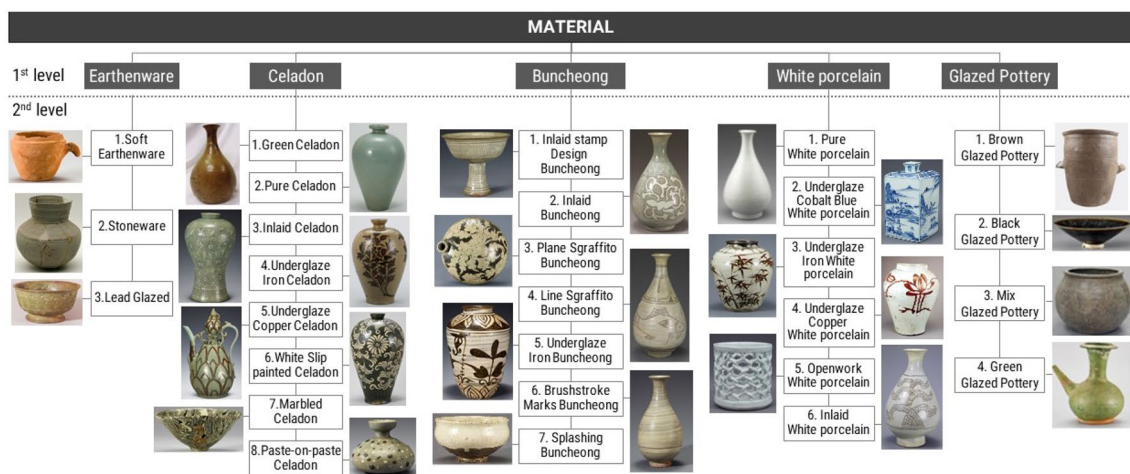 MATERIAL
1st level
Earthenware
Celadon
Buncheong
White porcelain
Glazed Pottery
2nd level
1.Soft
Earthenware
2.Stoneware
3.Lead Glazed
1.Green Celadon
2.Pure Celadon
3.Inlaid Celadon
4.Underglaze
Iron Celadon
5.Underglaze
Copper Celadon
6.White Slip
painted Celadon
7.Marbled
Celadon
8.Paste-on-paste
Celadon
1. Inlaid stamp
Design
Buncheong
2. Inlaid
Buncheong
3. Plane Sgraffito
Buncheong
4. Line Sgraffito
Buncheong
5. Underglaze
Iron Buncheong
6. Brushstroke
Marks Buncheong
7. Splashing
Buncheong
1. Pure
White porcelain
2. Underglaze
Cobalt Blue
White porcelain
3. Underglaze
Iron White
porcelain
4. Underglaze
Copper
White porcelain
5. Openwork
White porcelain
6. Inlaid
White porcelain
1. Brown
Glazed Pottery
2. Black
Glazed Pottery
3. Mix
Glazed Pottery
4. Green
Glazed Pottery